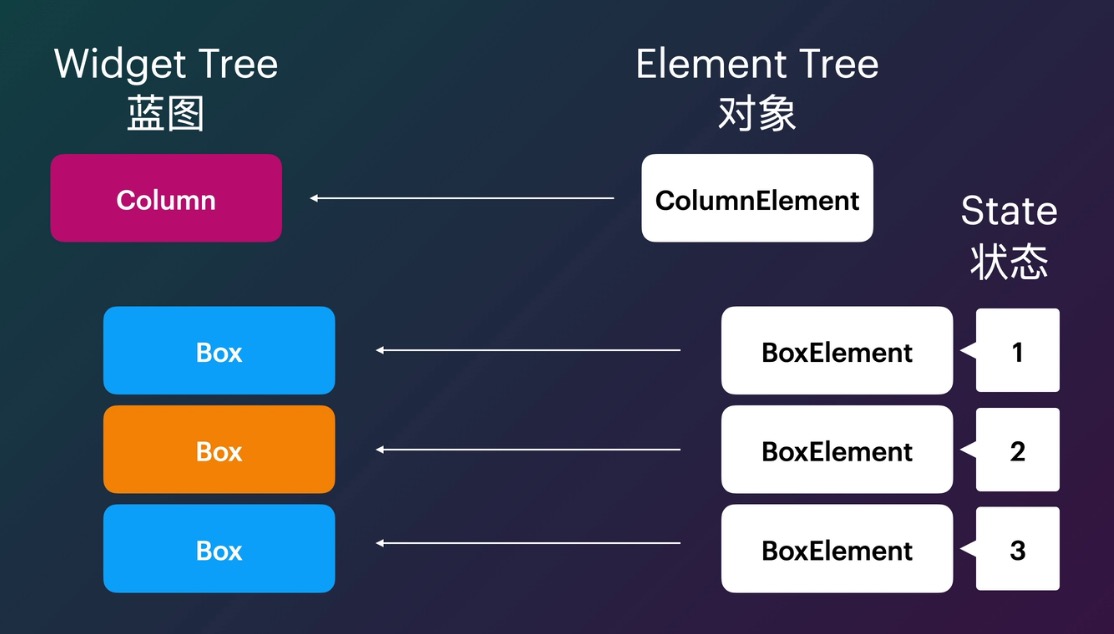 Widget Tree
蓝图
Element Tree
对象
Column
ColumnElement
State
状态
Box
BoxElement
1
Box
BoxElement
2
Box
BoxElement
3